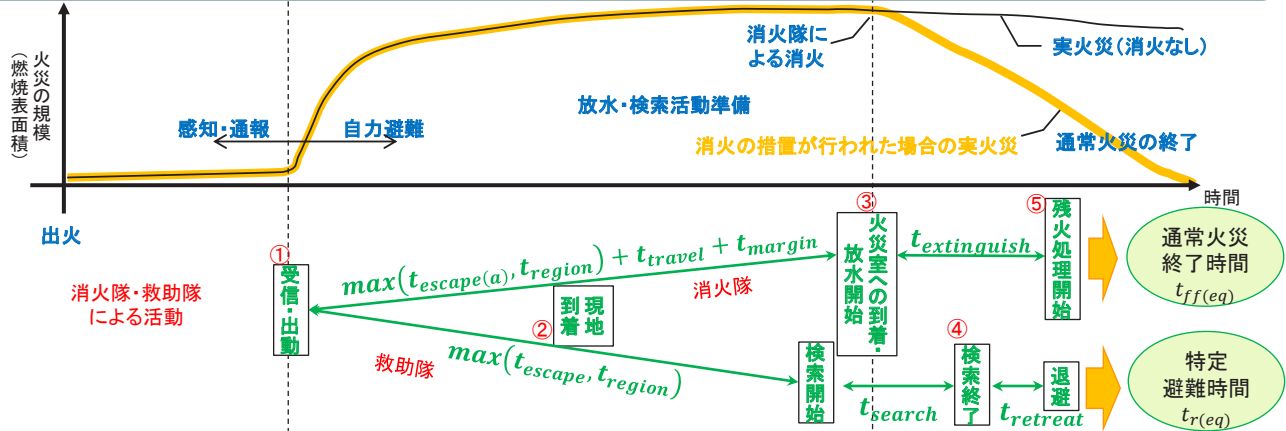 火災の規模
（燃焼表面積）
消火隊に
よる消火
実火災（消火なし）
放水・検索活動準備
感知・通報
自力避難
消火の措置が行われた場合の実火災
通常火災の終了
時間
出火
消火隊・救助隊
による活動
①
受信・出動
max(t_escape(a), t_region) + t_travel + t_margin
消火隊
②
現地
到着
救助隊
max(t_escape, t_region)
③
火災室への到着・
放水開始
t_extinguish
⑤
残火処理開始
通常火災
終了時間
t_ff(eq)
検索開始
t_search
④
検索終了
t_retreat
退避
特定
避難時間
t_r(eq)